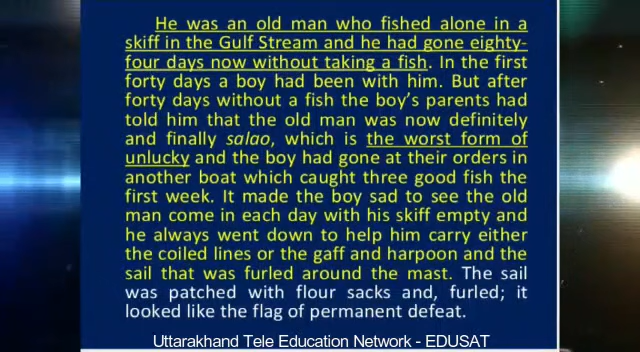 He was an old man who fished alone in a
skiff in the Gulf Stream and he had gone eighty-
four days now without taking a fish. In the first
forty days a boy had been with him. But after
forty days without a fish the boy's parents had
told him that the old man was now definitely
and finally salao, which is the worst form of
unlucky and the boy had gone at their orders in
another boat which caught three good fish the
first week. It made the boy sad to see the old
man come in each day with his skiff empty and
he always went down to help him carry either
the coiled lines or the gaff and harpoon and the
sail that was furled around the mast. The sail
was patched with flour sacks and, furled; it
looked like the flag of permanent defeat.
Uttarakhand Tele Education Network - EDUSAT